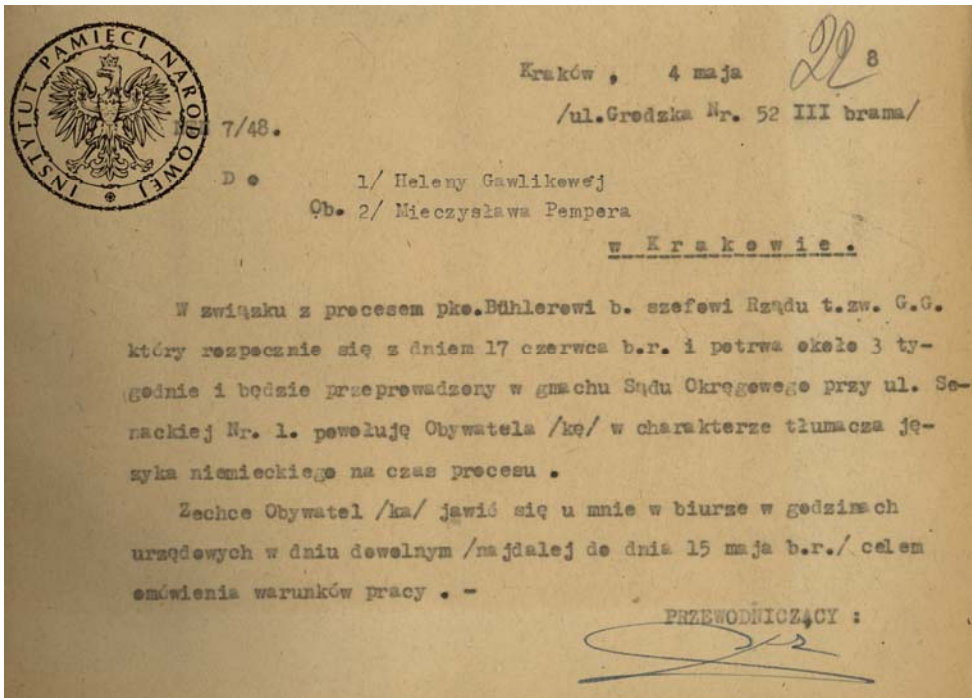 INSTYTUT PAMIĘCI NARODOWEJ
22
Kraków , 4 maja 8
/ul.Grodzka Nr. 52 III brama/
7/48.
D o 1/ Heleny Gawlikowej
Ob. 2/ Mieczysława Pempera
w Krakowie.
W związku z procesem pko.Bühlerowi b. szefowi Rządu t.zw. G.G.
który rozpocznie się z dniem 17 czerwca b.r. i potrwa około 3 ty-
godnie i będzie przeprowadzony w gmachu Sądu Okręgowego przy ul. Se-
nackiej Nr. 1. powołuję Obywatela /kę/ w charakterze tłumacza ję-
zyka niemieckiego na czas procesu .
Zechce Obywatel /ka/ jawić się u mnie w biurze w godzinach
urzędowych w dniu dowolnym /najdalej do dnia 15 maja b.r./ celem
omówienia warunków pracy . -
PRZEWODNICZĄCY :